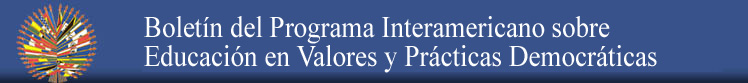 Boletín del Programa Interamericano sobre
Educación en Valores y Prácticas Democráticas